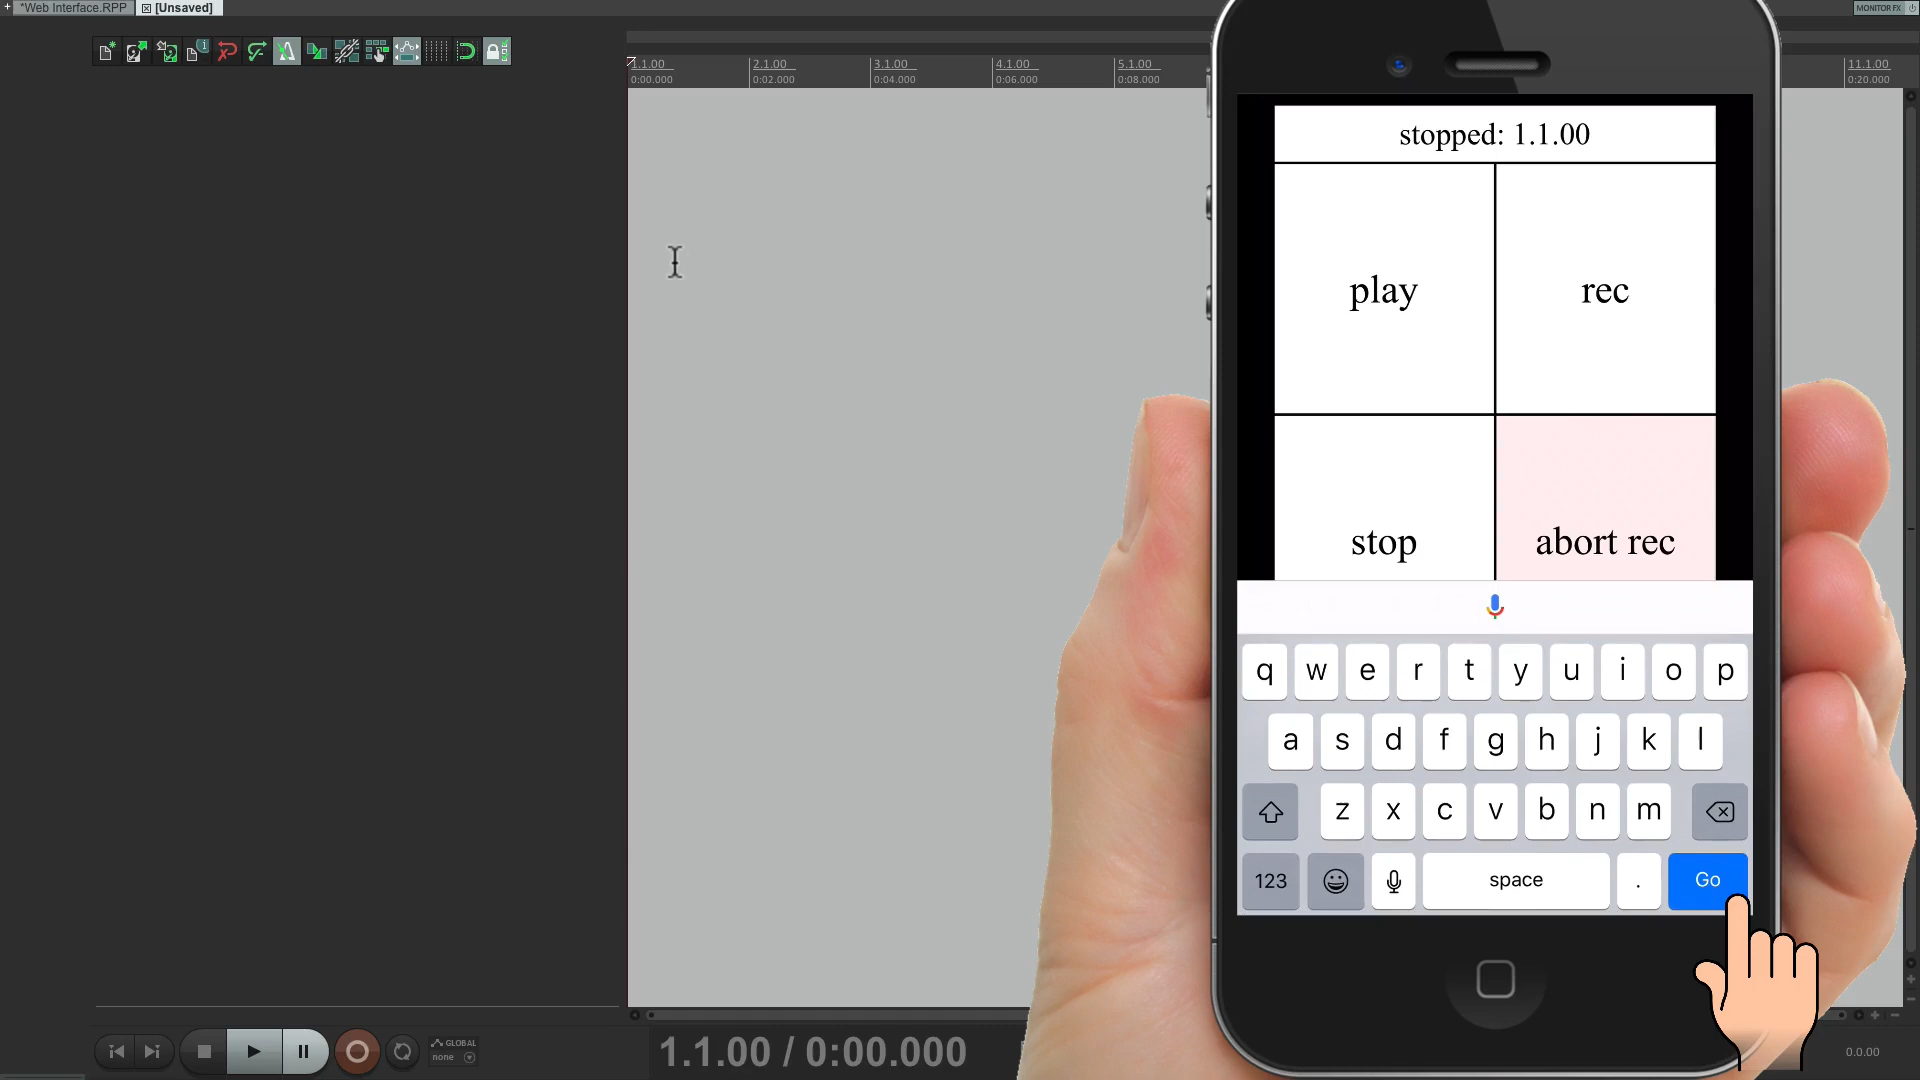 *Web Interface.RPP
[Unsaved]
MONITOR FX
1.1.00
2.1.00
3.1.00
4.1.00
5.1.00
11.1.00
0:00.000
0:02.000
0:04.000
0:06.000
0:08.000
0:20.000
stopped: 1.1.00
play
rec
stop
abort rec
q w e r t y u i o p
a s d f g h j k l
z x c v b n m
123
space
.
Go
GLOBAL
none
1.1.00 / 0:00.000
0.0.00